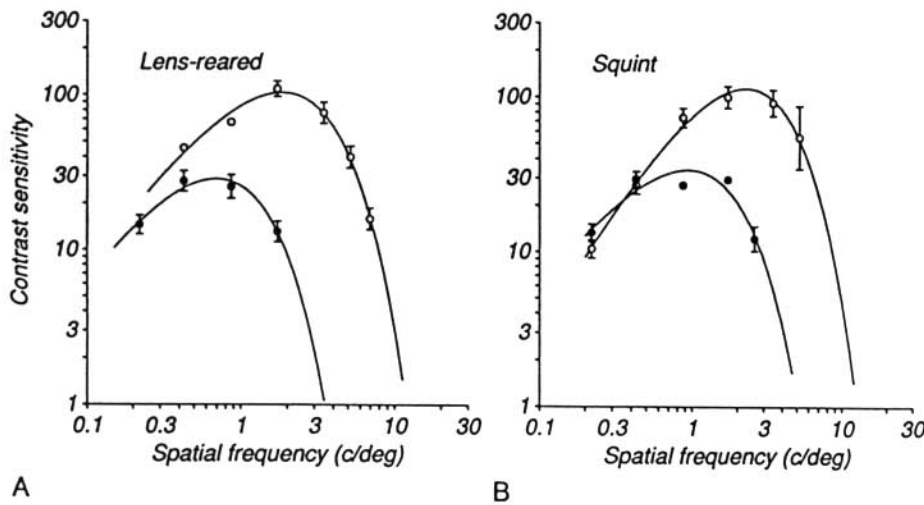 300
100
30
10
3
1
Contrast sensitivity
Lens-reared
0.1 0.3 1 3 10 30
Spatial frequency (c/deg)
A
300
100
30
10
3
1
Squint
0.1 0.3 1 3 10 30
Spatial frequency (c/deg)
B